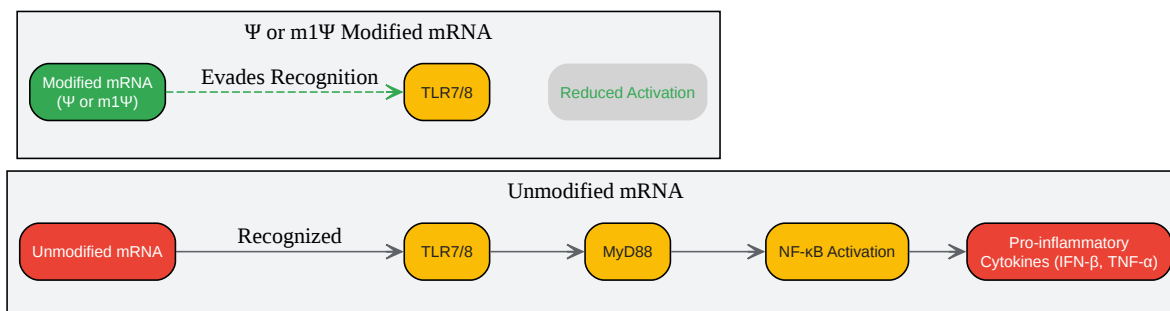 Ψ or m1Ψ Modified mRNA
Modified mRNA
(Ψ or m1Ψ)
Evades Recognition
TLR7/8
Reduced Activation
Unmodified mRNA
Unmodified mRNA
Recognized
TLR7/8
MyD88
NF-κB Activation
Pro-inflammatory
Cytokines (IFN-β, TNF-α)